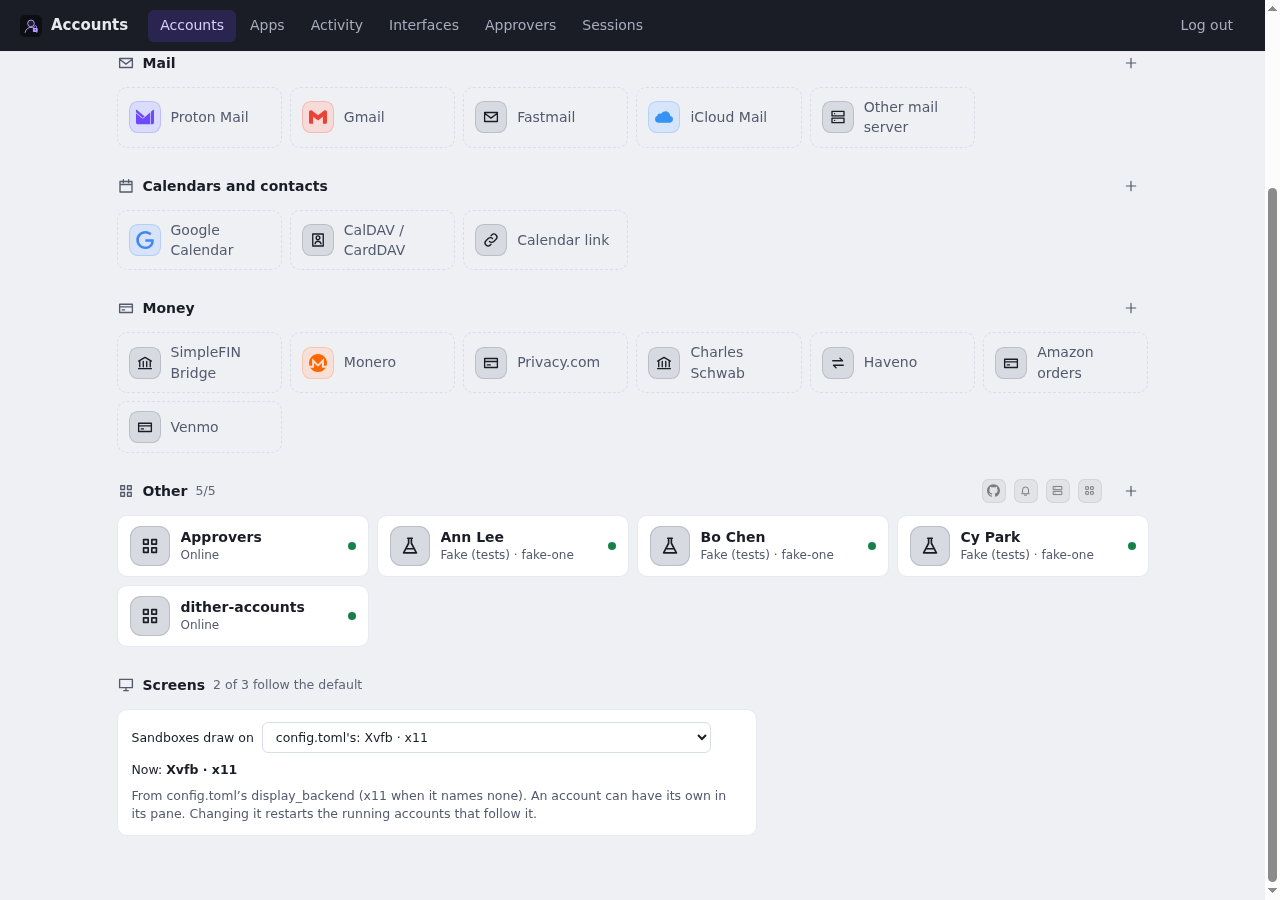 Accounts
Accounts
Apps
Activity
Interfaces
Approvers
Sessions
Log out
Mail
Proton Mail
Gmail
Fastmail
iCloud Mail
Other mail
server
Calendars and contacts
Google
Calendar
CalDAV /
CardDAV
Calendar link
Money
SimpleFIN
Bridge
Monero
Privacy.com
Charles
Schwab
Haveno
Amazon
orders
Venmo
Other 5/5
Approvers
Online
Ann Lee
Fake (tests) · fake-one
Bo Chen
Fake (tests) · fake-one
Cy Park
Fake (tests) · fake-one
dither-accounts
Online
Screens 2 of 3 follow the default
Sandboxes draw on config.toml's: Xvfb · x11
Now: Xvfb · x11
From config.toml’s display_backend (x11 when it names none). An account can have its own in
its pane. Changing it restarts the running accounts that follow it.